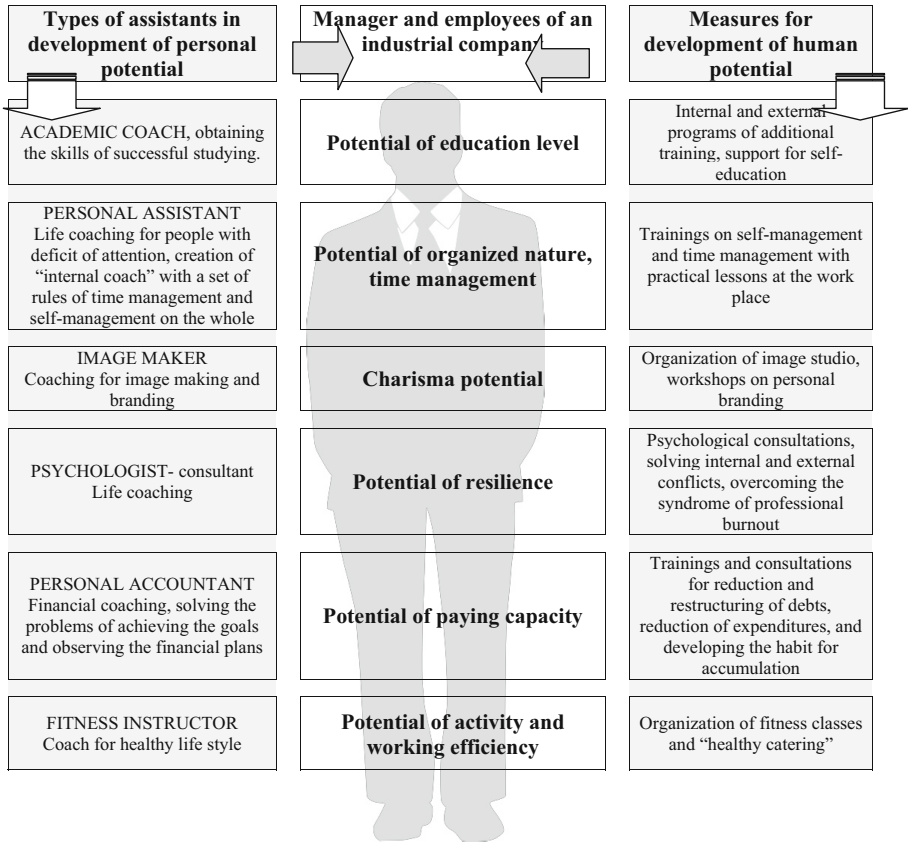 Types of assistants in
development of personal
potential
Manager and employees of an
industrial company
Measures for
development of human
potential
ACADEMIC COACH, obtaining
the skills of successful studying.
Potential of education level
Internal and external
programs of additional
training, support for self-
education
PERSONAL ASSISTANT
Life coaching for people with
deficit of attention, creation of
“internal coach” with a set of
rules of time management and
self-management on the whole
Potential of organized nature,
time management
Trainings on self-management
and time management with
practical lessons at the work
place
IMAGE MAKER
Coaching for image making and
branding
Charisma potential
Organization of image studio,
workshops on personal
branding
PSYCHOLOGIST- consultant
Life coaching
Potential of resilience
Psychological consultations,
solving internal and external
conflicts, overcoming the
syndrome of professional
burnout
PERSONAL ACCOUNTANT
Financial coaching, solving the
problems of achieving the goals
and observing the financial plans
Potential of paying capacity
Trainings and consultations
for reduction and
restructuring of debts,
reduction of expenditures, and
developing the habit for
accumulation
FITNESS INSTRUCTOR
Coach for healthy life style
Potential of activity and
working efficiency
Organization of fitness classes
and “healthy catering”